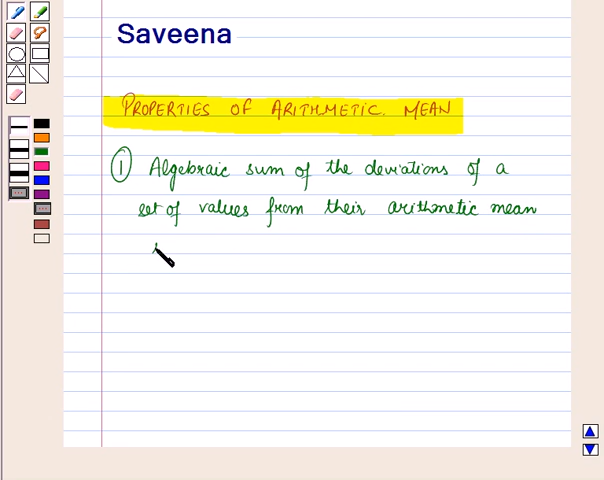 Saveena
PROPERTIES OF ARITHMETIC MEAN
① Algebraic sum of the deviations of a
set of values from their arithmetic mean